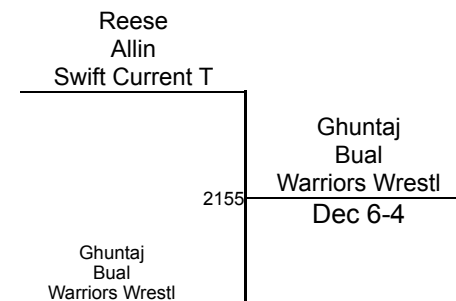 Reese
Allin
Swift Current T
Ghuntaj
Bual
Warriors Wrestl
2155
Dec 6-4
Ghuntaj
Bual
Warriors Wrestl